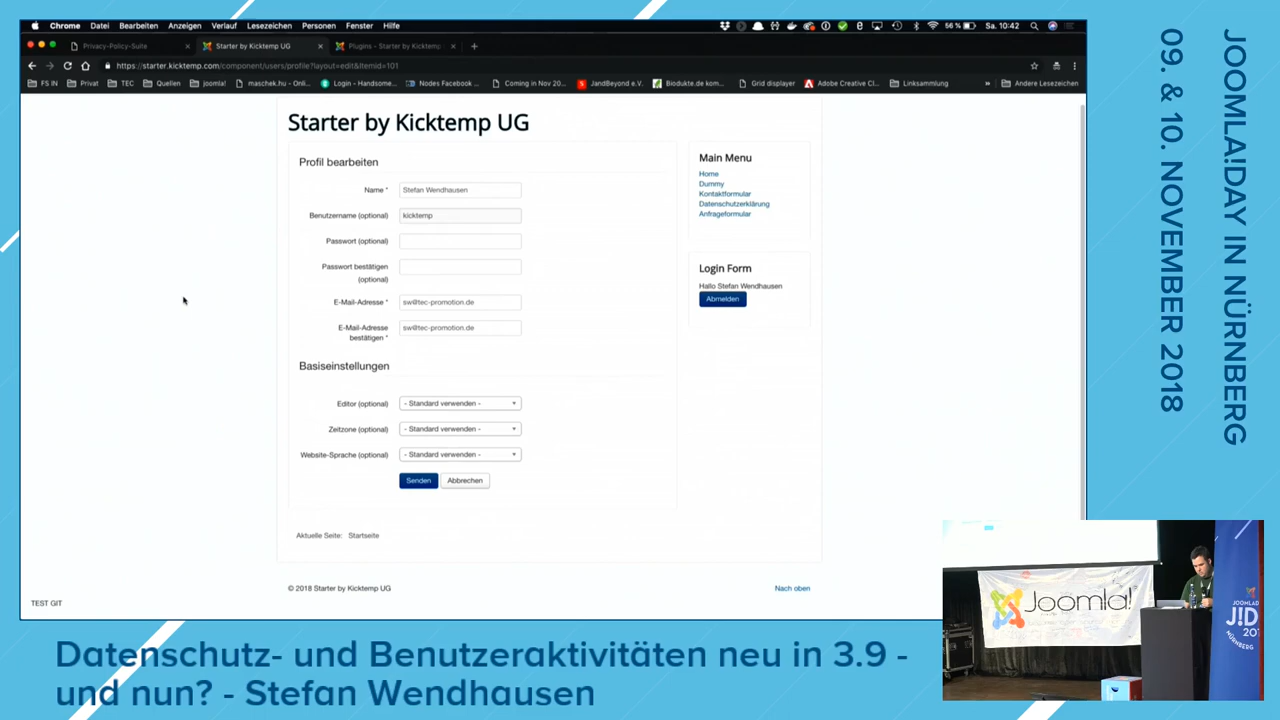 Chrome Datei Bearbeiten Anzeigen Verlauf Lesezeichen Personen Fenster Hilfe
56 % Sa. 10:42
Privacy-Policy-Suite
Starter by Kicktemp UG
Plugins - Starter by Kicktemp
https://starter.kicktemp.com/component/users/profile?layout=edit&Itemid=101
FS IN Privat TEC Quellen joomla! maschek.hu - Onli... Login - Handsome... Nodes Facebook ... Coming in Nov 20... JandBeyond e.V. Biodukte.de kom... Grid displayer Adobe Creative Cl... Linksammlung » Andere Lesezeichen
Starter by Kicktemp UG
Profil bearbeiten
Name * Stefan Wendhausen
Benutzername (optional) kicktemp
Passwort (optional)
Passwort bestätigen
(optional)
E-Mail-Adresse * sw@tec-promotion.de
E-Mail-Adresse
bestätigen * sw@tec-promotion.de
Basiseinstellungen
Editor (optional) - Standard verwenden -
Zeitzone (optional) - Standard verwenden -
Website-Sprache (optional) - Standard verwenden -
Senden Abbrechen
Main Menu
Home
Dummy
Kontaktformular
Datenschutzerklärung
Anfrageformular
Login Form
Hallo Stefan Wendhausen
Abmelden
Aktuelle Seite: Startseite
© 2018 Starter by Kicktemp UG
Nach oben
TEST GIT
JOOMLA!DAY IN NÜRNBERG
09. & 10. NOVEMBER 2018
Joomla!
JOOMLAD
J!D
201
NÜRNBERG
Datenschutz- und Benutzeraktivitäten neu in 3.9 -
und nun? - Stefan Wendhausen